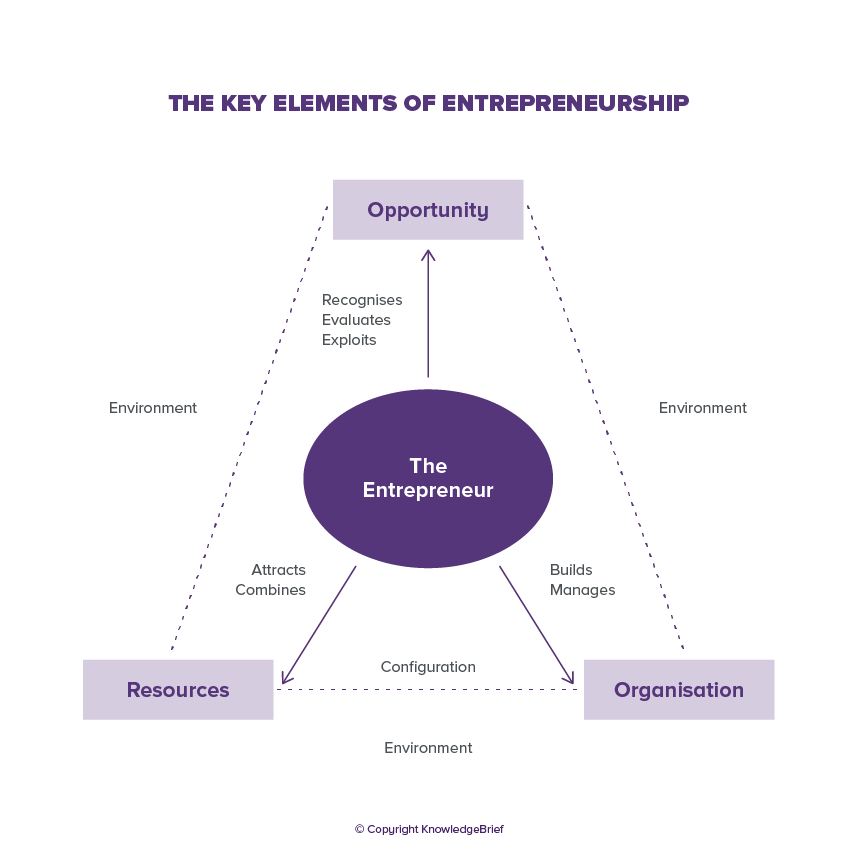 THE KEY ELEMENTS OF ENTREPRENEURSHIP
Opportunity
Recognises
Evaluates
Exploits
Environment
Environment
The
Entrepreneur
Attracts
Combines
Builds
Manages
Configuration
Resources
Organisation
Environment
© Copyright KnowledgeBrief